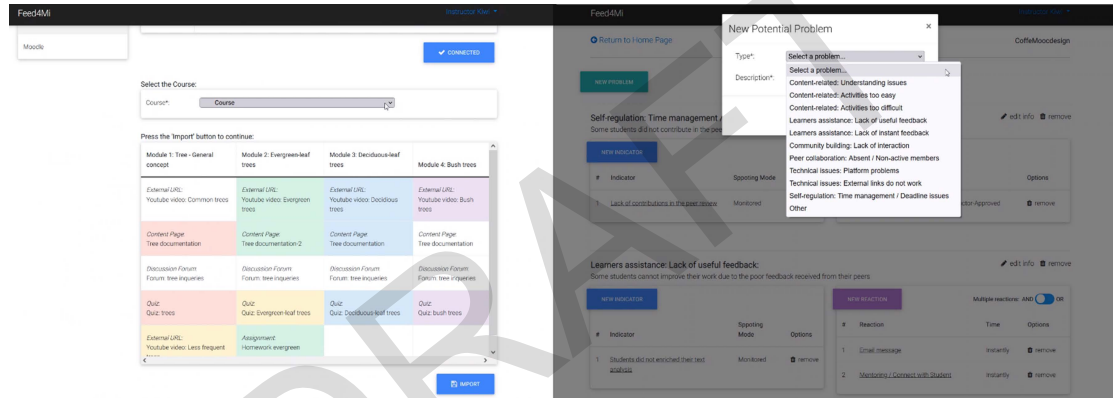 Feed4Mi
Instructor Kiwi
Moodle
CONNECTED
Select the Course:
Course*:
Course
Press the 'Import' button to continue:
Module 1: Tree - General concept
Module 2: Evergreen-leaf trees
Module 3: Deciduous-leaf trees
Module 4: Bush trees
External URL:
Youtube video: Common trees
External URL:
Youtube video: Evergreen trees
External URL:
Youtube video: Decidious trees
External URL:
Youtube video: Bush trees
Content Page:
Tree documentation
Content Page:
Tree documentation-2
Content Page:
Tree documentation
Content Page:
Tree documentation
Discussion Forum:
Forum: tree inqueries
Discussion Forum:
Forum: tree inqueries
Discussion Forum:
Forum: tree inqueries
Discussion Forum:
Forum: tree inqueries
Quiz:
Quiz: trees
Quiz:
Quiz: Evergreen-leaf trees
Quiz:
Quiz: Deciduous-leaf trees
Quiz:
Quiz: bush trees
External URL:
Youtube video: Less frequent
Assignment:
Homework evergreen
IMPORT
Feed4Mi
Instructor Kiwi
Return to Home Page
CoffeMoocdesign
New Potential Problem
×
Type*:
Select a problem...
Description*:
Select a problem...
Content-related: Understanding issues
Content-related: Activities too easy
Content-related: Activities too difficult
Learners assistance: Lack of useful feedback
Learners assistance: Lack of instant feedback
Community building: Lack of interaction
Peer collaboration: Absent / Non-active members
Technical issues: Platform problems
Technical issues: External links do not work
Self-regulation: Time management / Deadline issues
Other
NEW PROBLEM
Self-regulation: Time management /
edit info remove
Some students did not contribute in the pee
NEW INDICATOR
# Indicator Sppoting Mode Options
1 Lack of contributions in the peer review Monitored
tor-Approved remove
Learners assistance: Lack of useful feedback:
edit info remove
Some students cannot improve their work due to the poor feedback received from their peers
NEW INDICATOR
NEW REACTION
Multiple reactions: AND OR
# Indicator Sppoting Mode Options
1 Students did not enriched their text analysis Monitored remove
# Reaction Time Options
1 Email message Instantly remove
2 Mentoring / Connect with Student Instantly remove
DRAFT